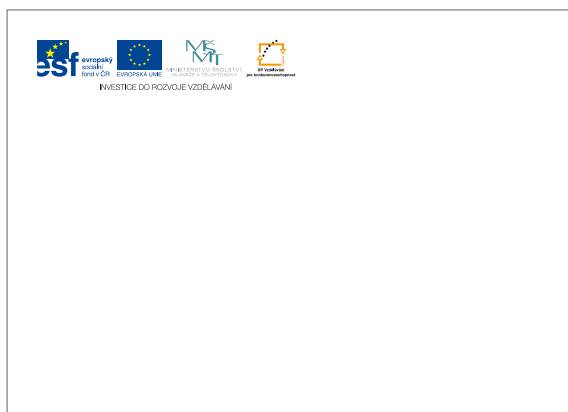 esf evropský sociální fond v ČR
EVROPSKÁ UNIE
MŠMT
MINISTERSTVO ŠKOLSTVÍ,
MLÁDEŽE A TĚLOVÝCHOVY
OP Vzdělávání
pro konkurenceschopnost
INVESTICE DO ROZVOJE VZDĚLÁVÁNÍ